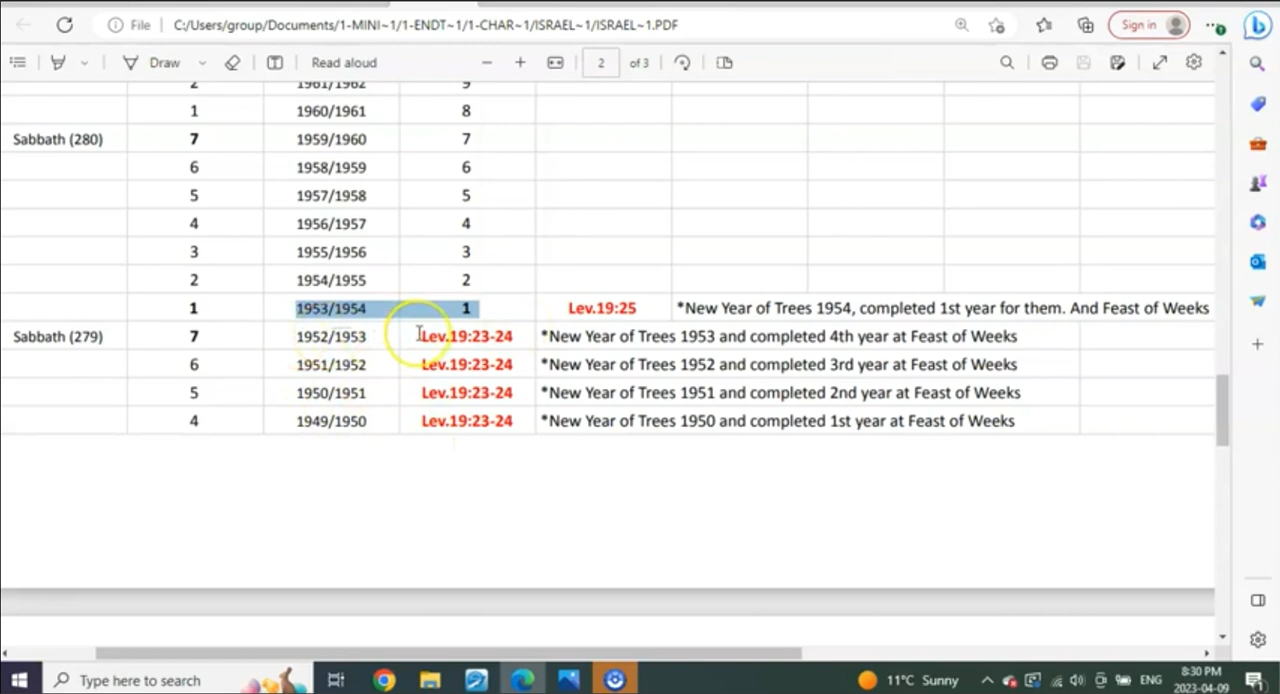 File C:/Users/group/Documents/1-MINI~1/1-ENDT~1/1-CHAR~1/ISRAEL~1/ISRAEL~1.PDF Sign in
Draw Read aloud 2 of 3
2 1961/1962 9
1 1960/1961 8
Sabbath (280) 7 1959/1960 7
6 1958/1959 6
5 1957/1958 5
4 1956/1957 4
3 1955/1956 3
2 1954/1955 2
1 1953/1954 1 Lev.19:25 *New Year of Trees 1954, completed 1st year for them. And Feast of Weeks
Sabbath (279) 7 1952/1953 Lev.19:23-24 *New Year of Trees 1953 and completed 4th year at Feast of Weeks
6 1951/1952 Lev.19:23-24 *New Year of Trees 1952 and completed 3rd year at Feast of Weeks
5 1950/1951 Lev.19:23-24 *New Year of Trees 1951 and completed 2nd year at Feast of Weeks
4 1949/1950 Lev.19:23-24 *New Year of Trees 1950 and completed 1st year at Feast of Weeks
Type here to search 11°C Sunny ENG 8:30 PM
2023-04-09